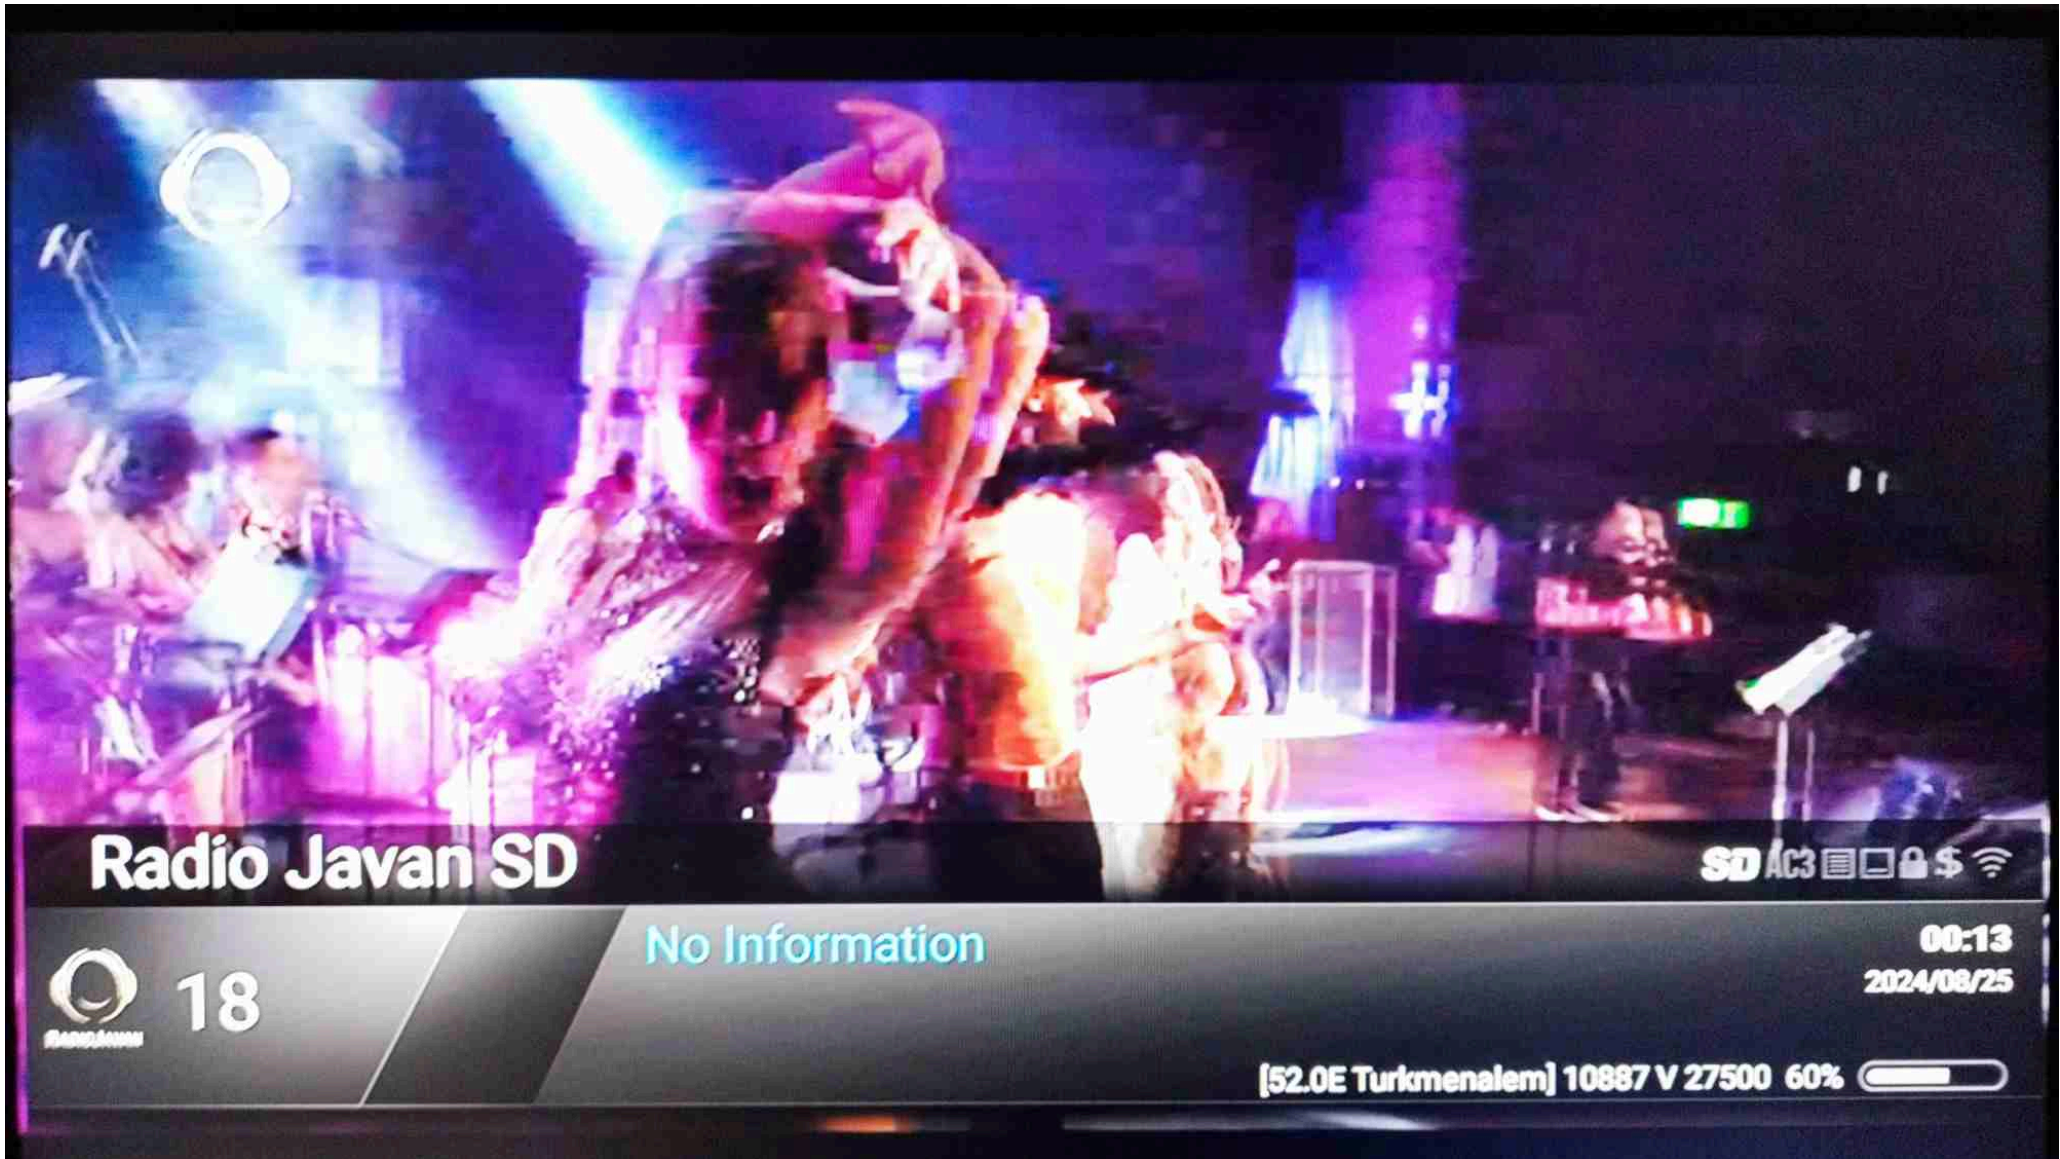 Radio Javan SD
SD AC3 $
18
No Information
00:13
2024/08/25
RADIOJAVAN
[52.0E Turkmenalem] 10887 V 27500 60%